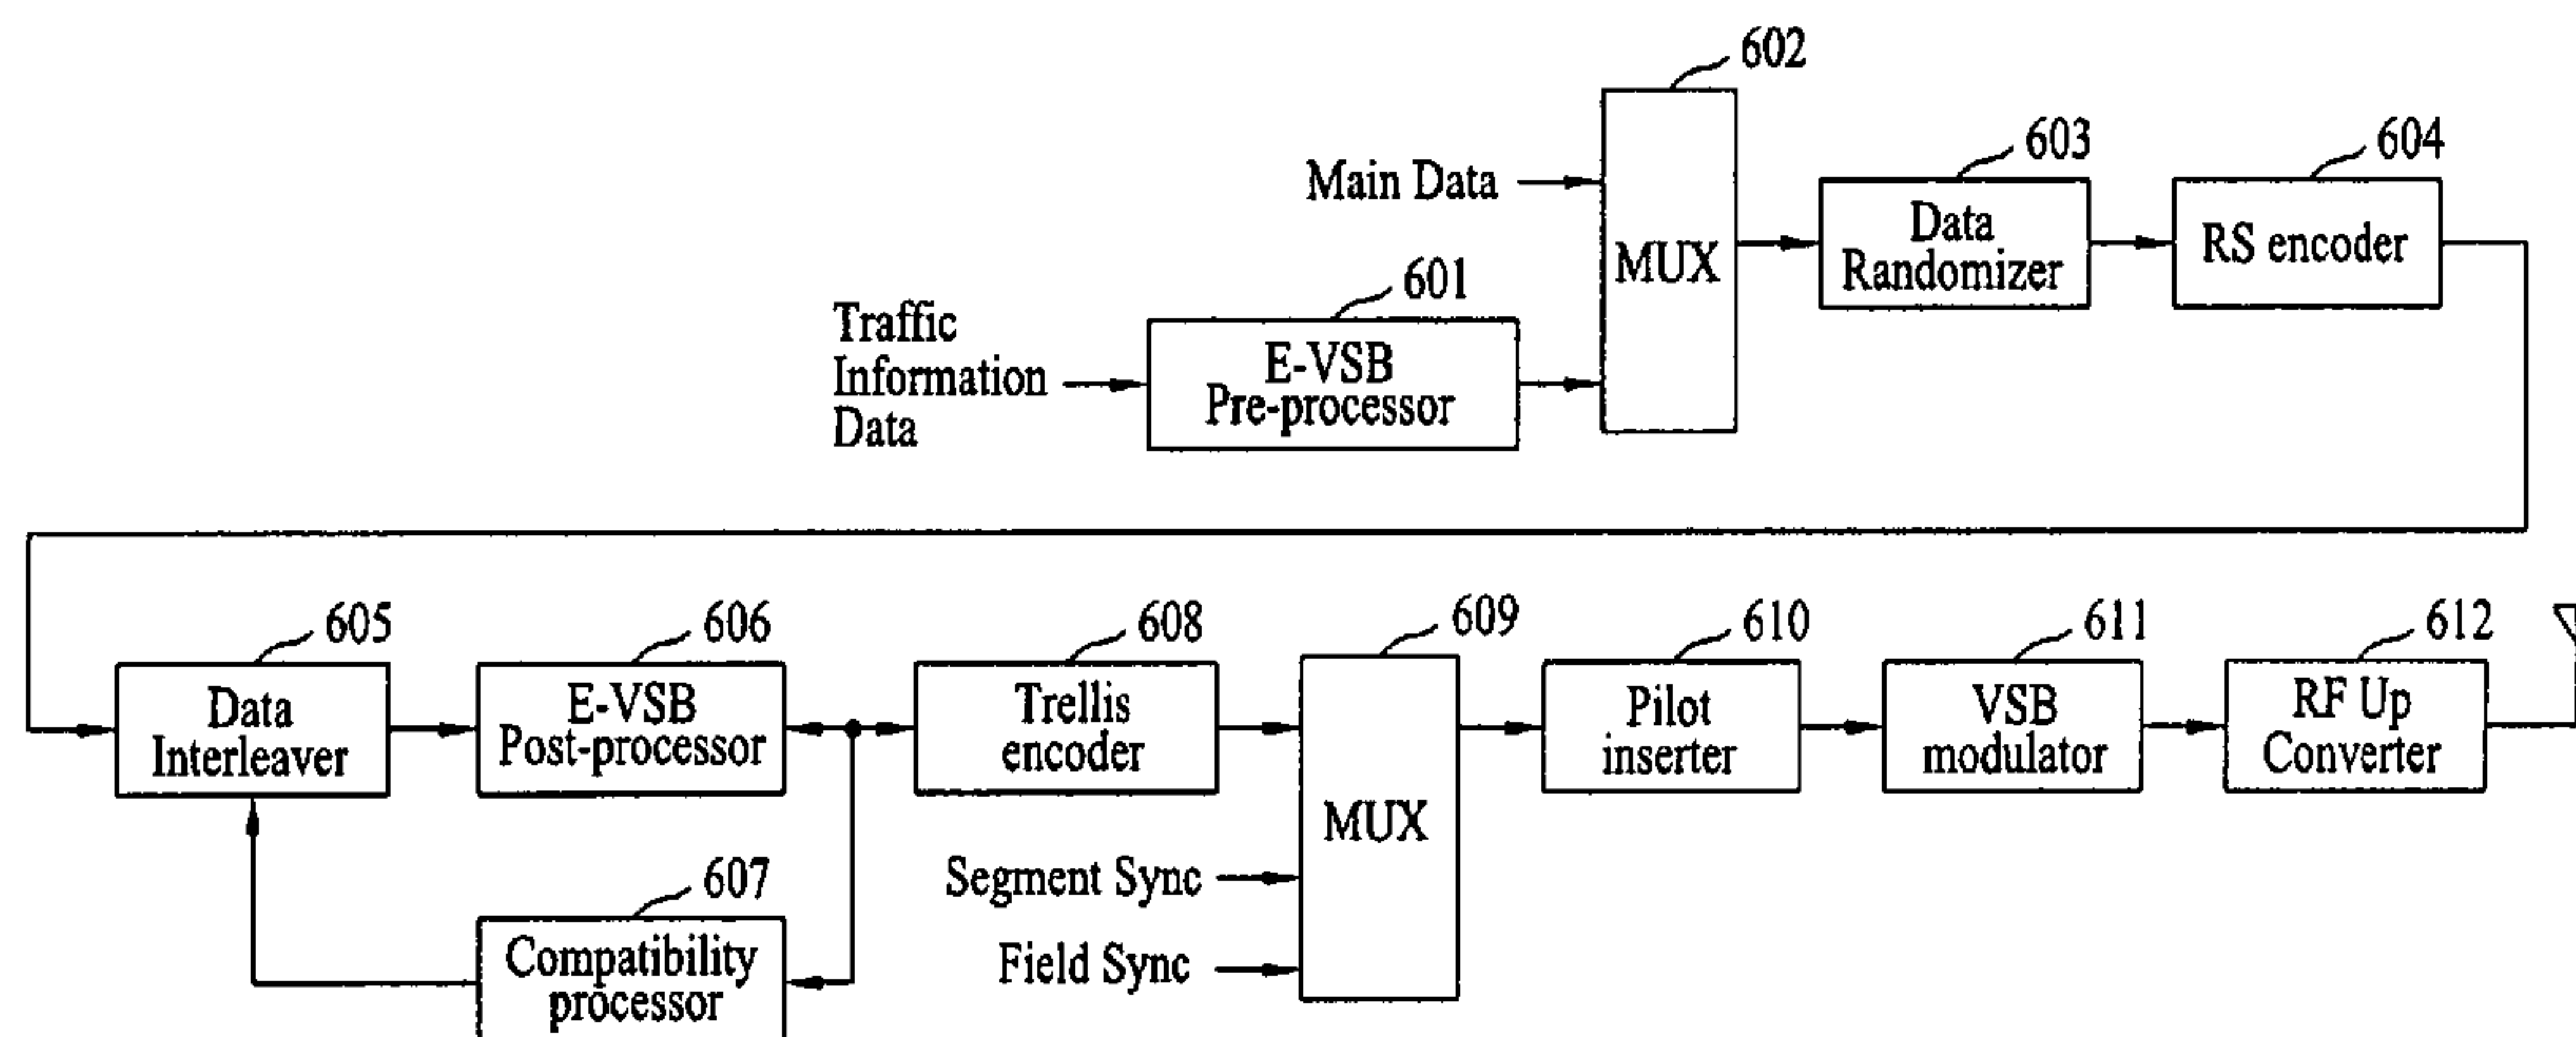 602
603
604
Main Data
Data
Randomizer
RS encoder
MUX
601
Traffic
Information
Data
E-VSB
Pre-processor
605
606
608
609
610
611
612
Data
Interleaver
E-VSB
Post-processor
Trellis
encoder
MUX
Pilot
inserter
VSB
modulator
RF Up
Converter
607
Segment Sync
Compatibility
processor
Field Sync